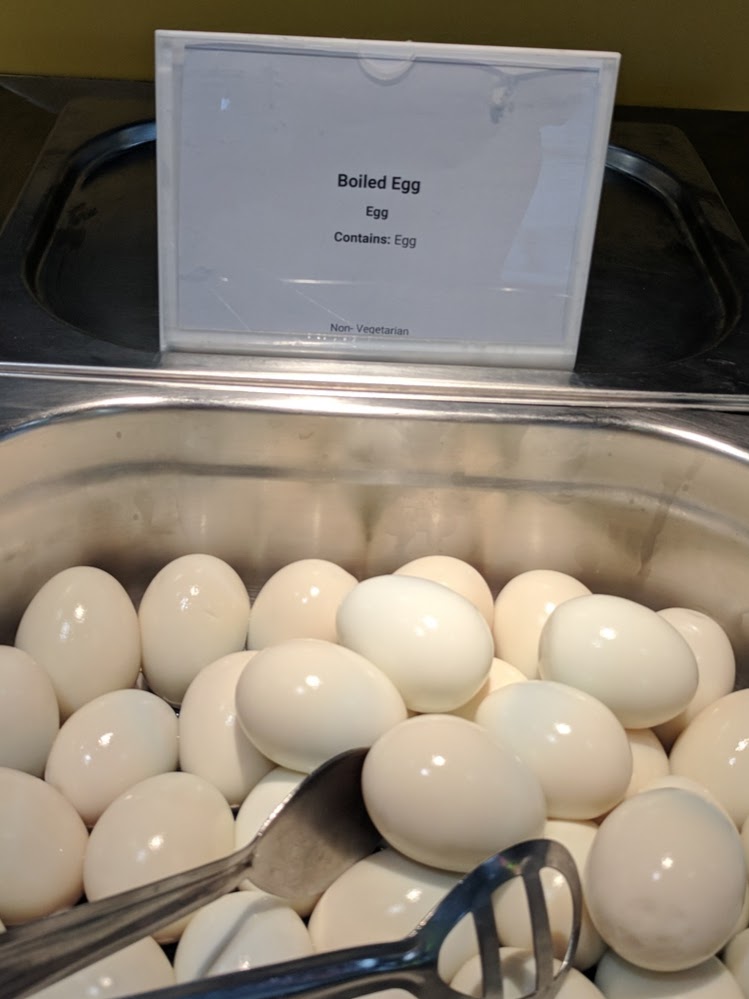 Boiled Egg
Egg
Contains: Egg
Non- Vegetarian